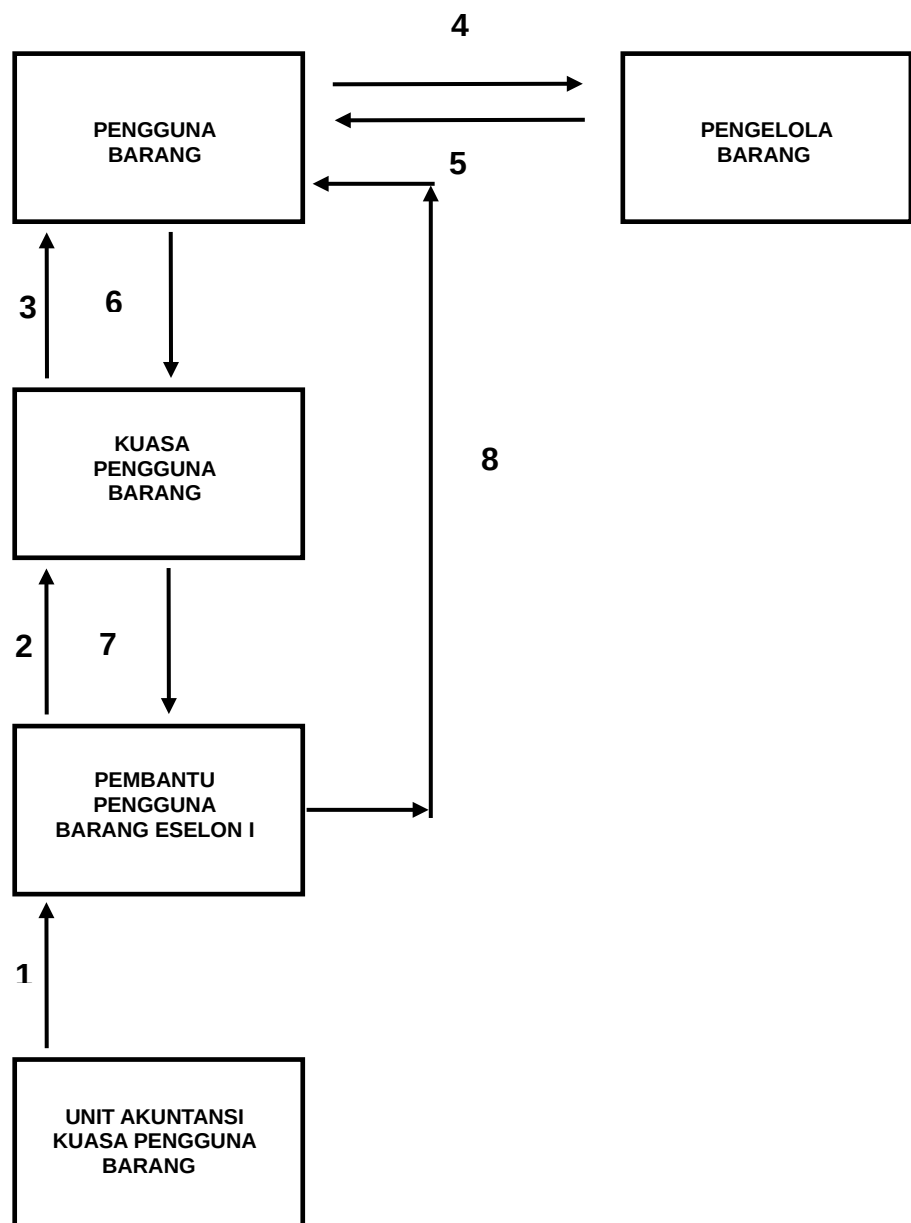 4
PENGGUNA
BARANG
PENGELOLA
BARANG
5
3
6
KUASA
PENGGUNA
BARANG
8
2
7
PEMBANTU
PENGGUNA
BARANG ESELON I
1
UNIT AKUNTANSI
KUASA PENGGUNA
BARANG